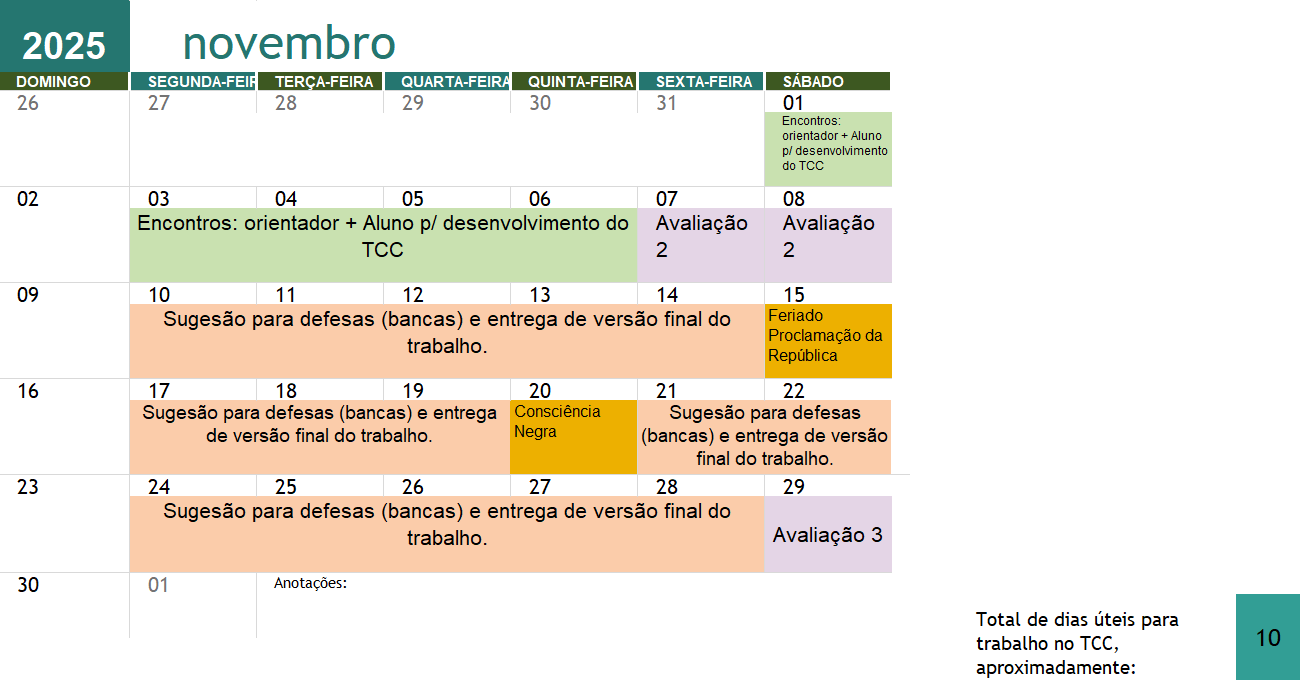 2025 novembro
DOMINGO SEGUNDA-FEIR TERÇA-FEIRA QUARTA-FEIRA QUINTA-FEIRA SEXTA-FEIRA SÁBADO
26 27 28 29 30 31 01
Encontros:
orientador + Aluno
p/ desenvolvimento
do TCC
02 03 04 05 06 07 08
Encontros: orientador + Aluno p/ desenvolvimento do
TCC
Avaliação
2
Avaliação
2
09 10 11 12 13 14 15
Sugesão para defesas (bancas) e entrega de versão final do
trabalho.
Feriado
Proclamação da
República
16 17 18 19 20 21 22
Sugesão para defesas (bancas) e entrega
de versão final do trabalho.
Consciência
Negra
Sugesão para defesas
(bancas) e entrega de versão
final do trabalho.
23 24 25 26 27 28 29
Sugesão para defesas (bancas) e entrega de versão final do
trabalho.
Avaliação 3
30 01 Anotações:
Total de dias úteis para
trabalho no TCC,
aproximadamente:
10